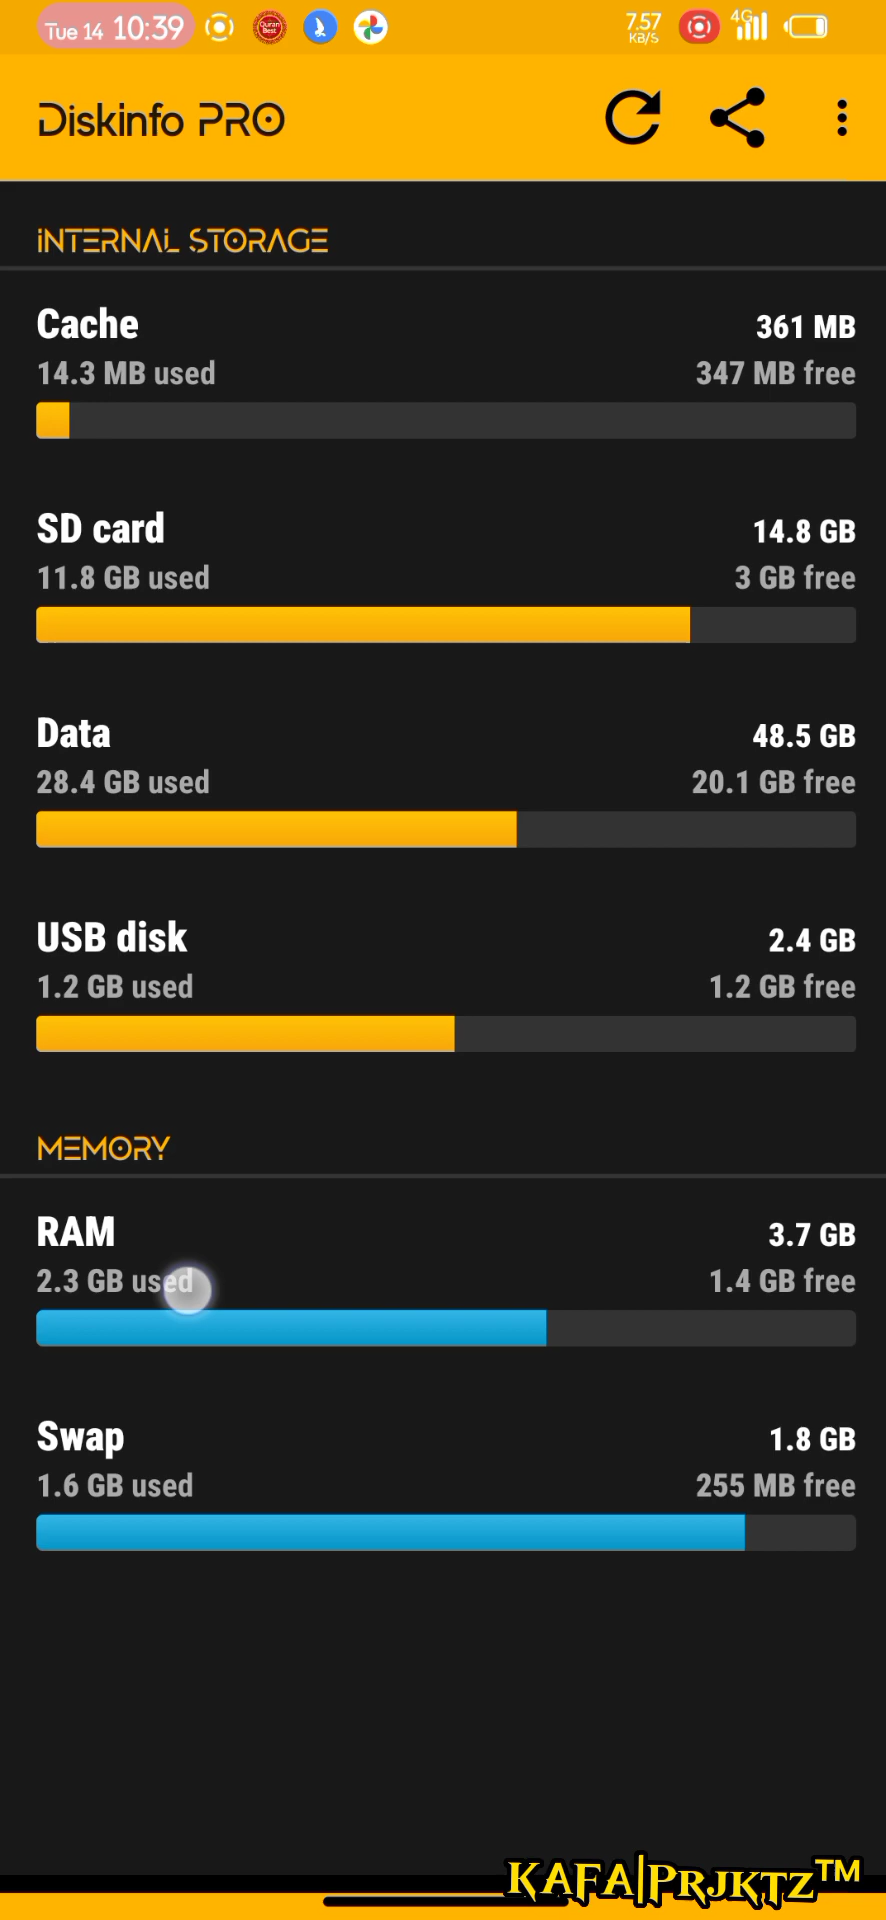 Tue 14 10:39
Quran Best
7.57
KB/S
4G
Diskinfo PRO
INTERNAL STORAGE
Cache 361 MB
14.3 MB used 347 MB free
SD card 14.8 GB
11.8 GB used 3 GB free
Data 48.5 GB
28.4 GB used 20.1 GB free
USB disk 2.4 GB
1.2 GB used 1.2 GB free
MEMORY
RAM 3.7 GB
2.3 GB used 1.4 GB free
Swap 1.8 GB
1.6 GB used 255 MB free
KAFA|PRJKTZ™